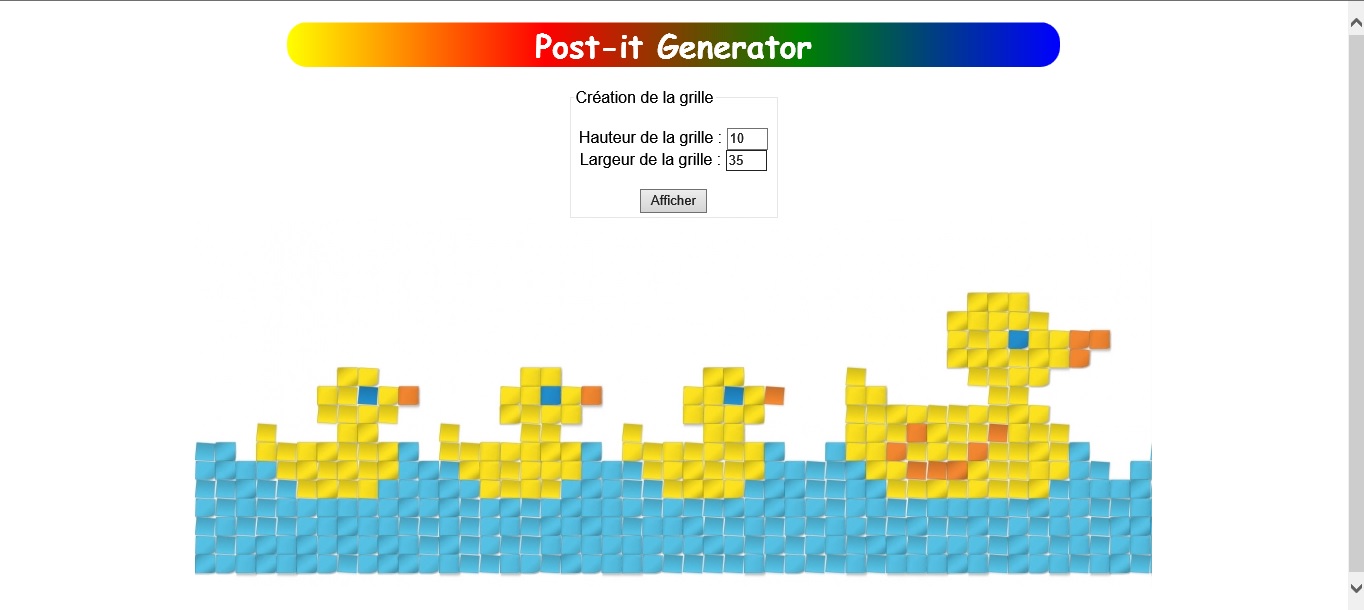 Post-it Generator
Création de la grille
Hauteur de la grille : 10
Largeur de la grille : 35
Afficher